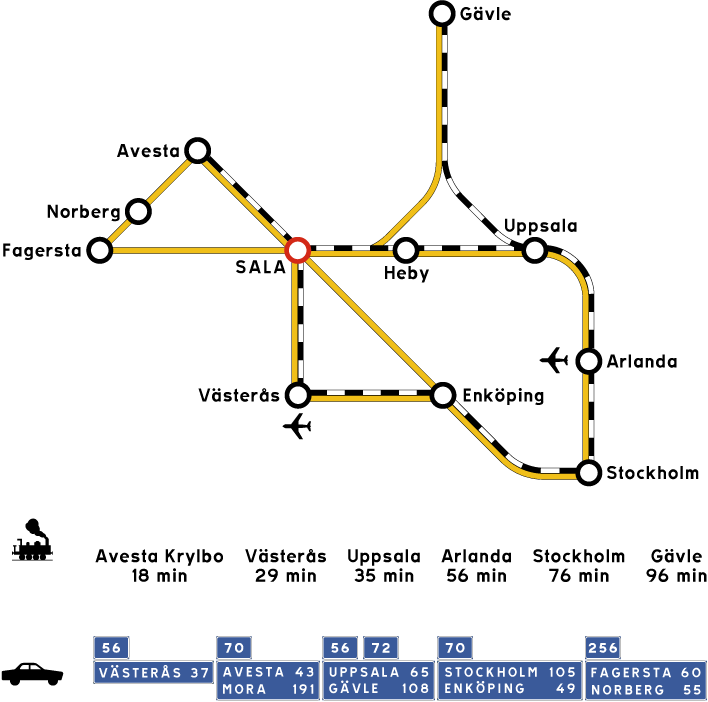 Gävle
Avesta
Norberg
Uppsala
Fagersta
SALA
Heby
Arlanda
Västerås
Enköping
Stockholm
Avesta Krylbo Västerås Uppsala Arlanda Stockholm Gävle
18 min 29 min 35 min 56 min 76 min 96 min
56 70 56 72 70 256
VÄSTERÅS 37 AVESTA 43 UPPSALA 65 STOCKHOLM 105 FAGERSTA 60
MORA 191 GÄVLE 108 ENKÖPING 49 NORBERG 55